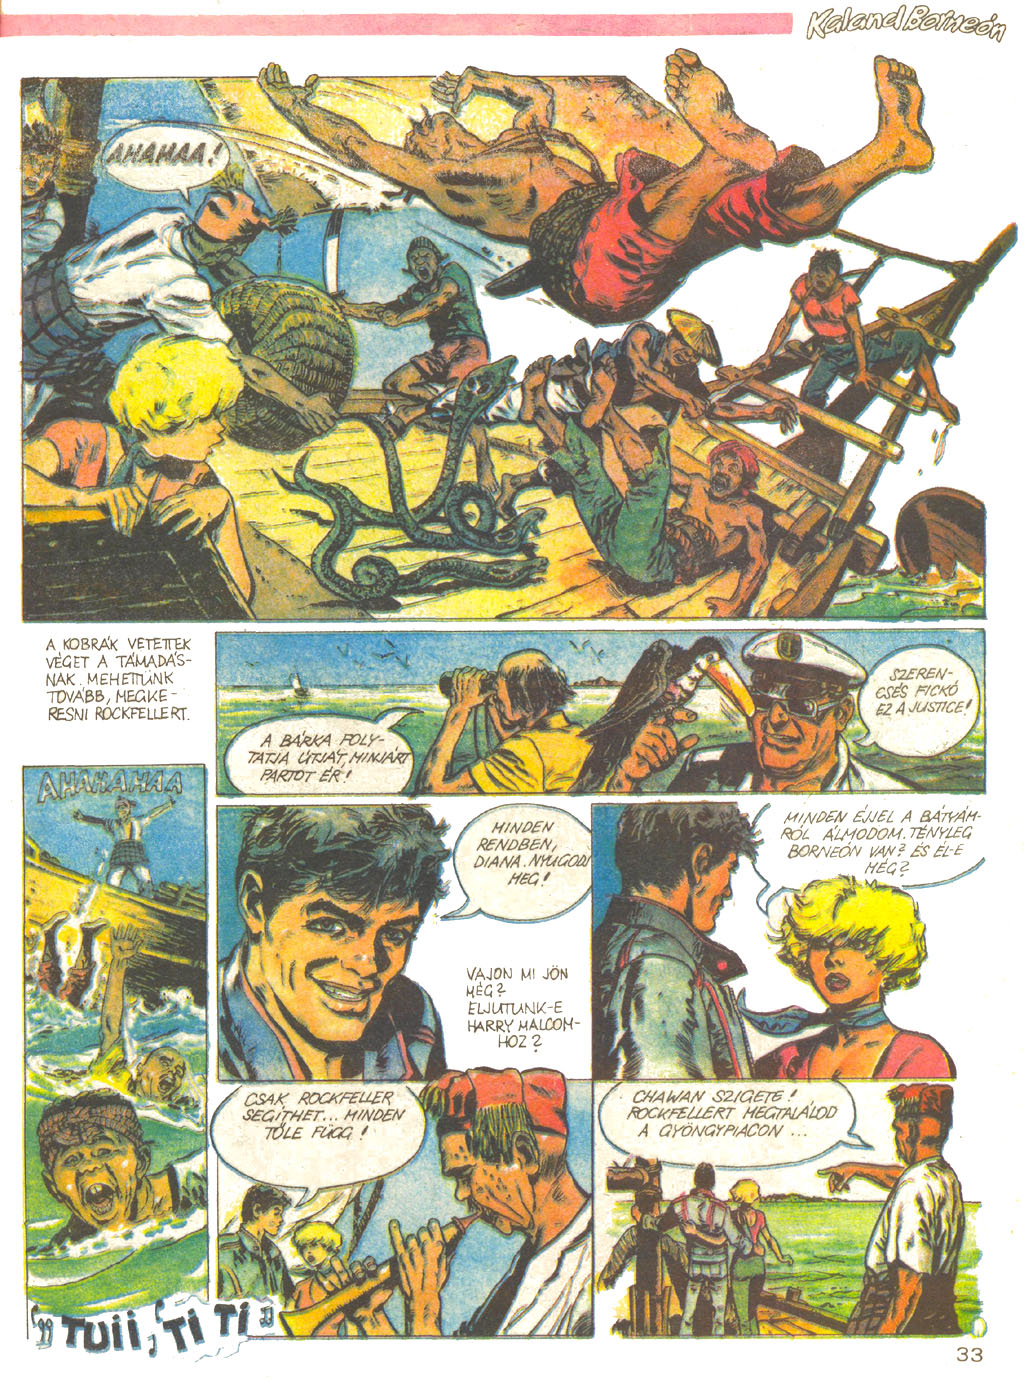 Kaland Borneón
AHAHAA!
A KOBRÁK VETETTEK
VÉGET A TÁMADÁS-
NAK. MEHETTÜNK
TOVÁBB, MEGKE-
RESNI ROCKFELLERT.
A BÁRKA FOLY-
TATJA ÚTJÁT, MINJÁRT
PARTOT ÉR!
SZEREN-
CSÉS FICKÓ
EZ A JUSTICE!
AHAHAHAA
MINDEN
RENDBEN,
DIANA. NYUGODJ
MEG!
VAJON MI JÖN
MÉG?
ELJUTUNK-E
HARRY MALCOM-
HOZ?
MINDEN ÉJJEL A BÁTYÁM-
RÓL ÁLMODOM. TÉNYLEG
BORNEÓN VAN? ÉS ÉL-E
MÉG?
CSAK ROCKFELLER
SEGÍTHET... MINDEN
TŐLE FÜGG!
TUII, TI TI
CHAWAN SZIGETE!
ROCKFELLERT MEGTALÁLOD
A GYÖNGYPIACON...
33